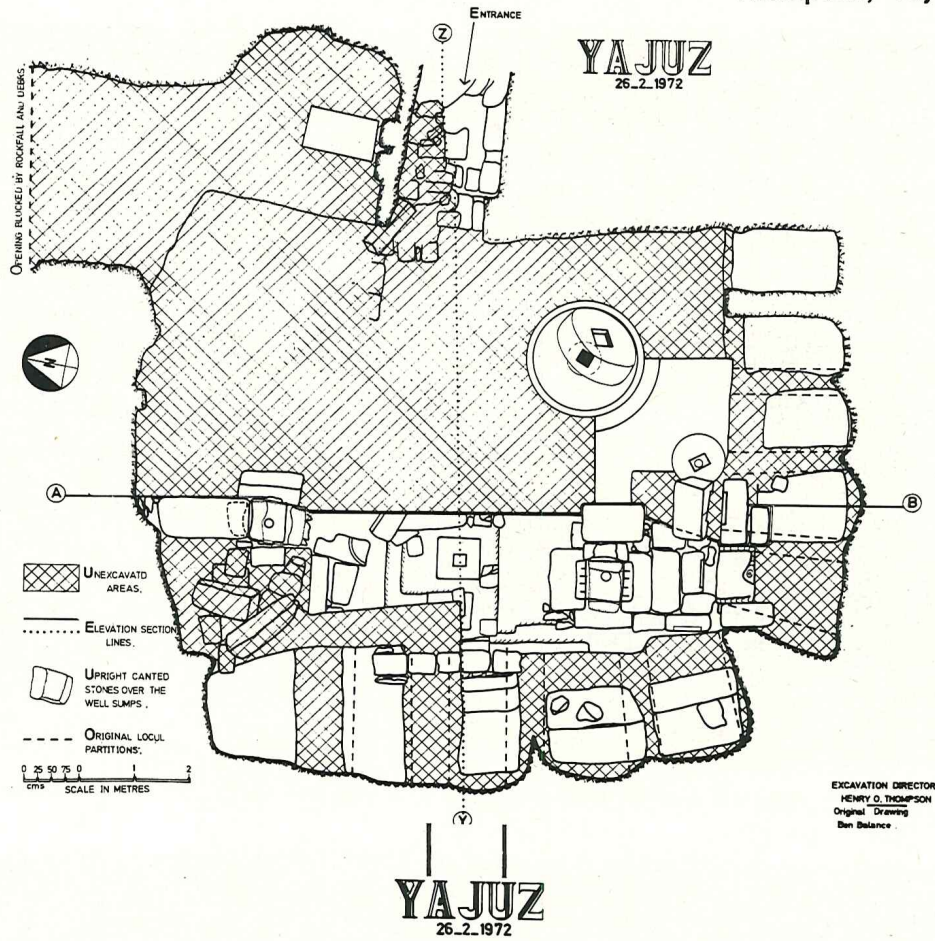 ENTRANCE
Z
YAJUZ
26_2_1972
OPENING BLOCKED BY ROCKFALL AND DEBRIS
N
A
B
UNEXCAVATD
AREAS.
ELEVATION SECTION
LINES.
UPRIGHT CANTED
STONES OVER THE
WELL SUMPS.
ORIGINAL LOCUL
PARTITIONS.
0 25 50 75 0 1 2
cms SCALE IN METRES
Y
EXCAVATION DIRECTOR
HENRY O. THOMPSON
Original Drawing
Ben Balance.
YAJUZ
26_2_1972